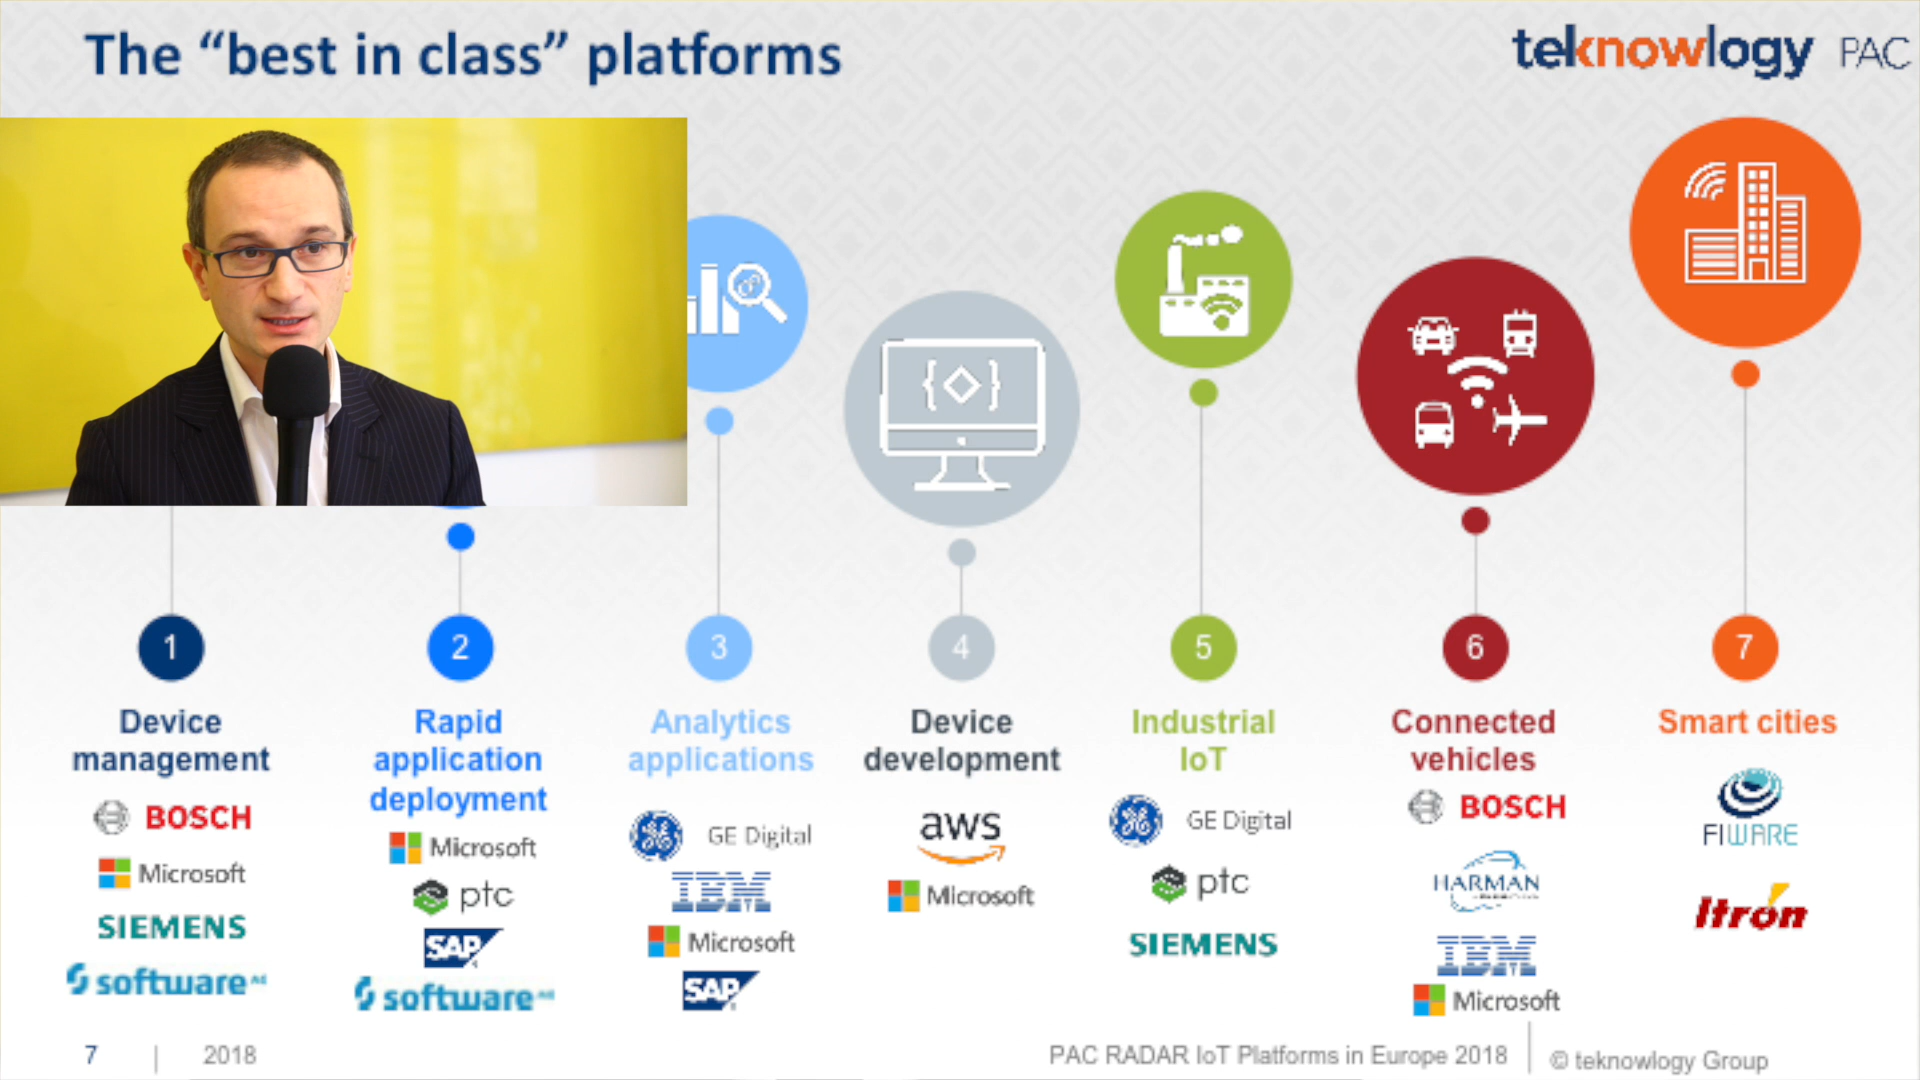 The “best in class” platforms
teknowlogy PAC
1
2
3
4
5
6
7
Device
management
BOSCH
Microsoft
SIEMENS
software AG
Rapid
application
deployment
Microsoft
ptc
SAP
software AG
Analytics
applications
GE Digital
IBM
Microsoft
SAP
Device
development
aws
Microsoft
Industrial
IoT
GE Digital
ptc
SIEMENS
Connected
vehicles
BOSCH
HARMAN
IBM
Microsoft
Smart cities
FIWARE
Itron
7 | 2018
PAC RADAR IoT Platforms in Europe 2018
© teknowlogy Group